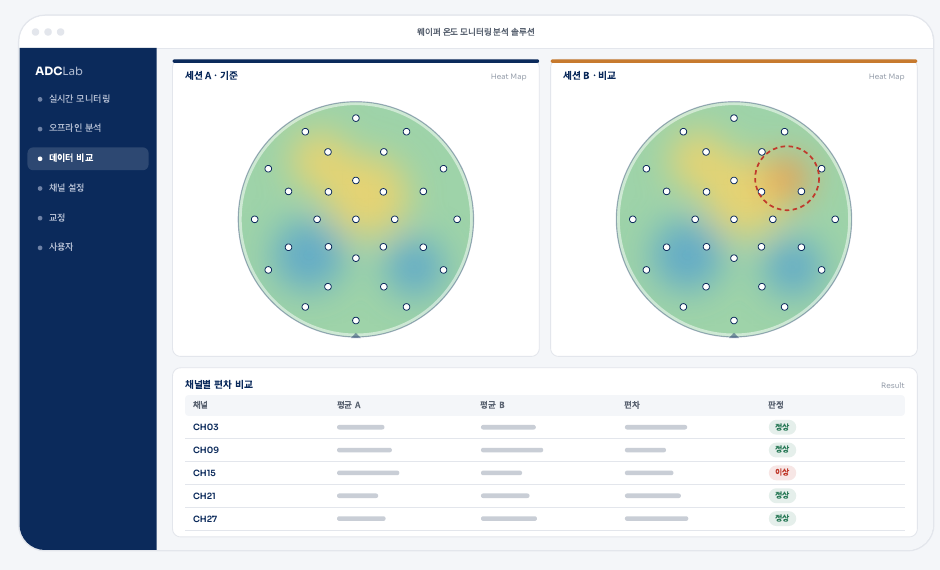 웨이퍼 온도 모니터링 분석 솔루션
ADCLab
실시간 모니터링
오프라인 분석
데이터 비교
채널 설정
교정
사용자
세션 A · 기준
Heat Map
세션 B · 비교
Heat Map
채널별 편차 비교
Result
채널 평균 A 평균 B 편차 판정
CH03 정상
CH09 정상
CH15 이상
CH21 정상
CH27 정상